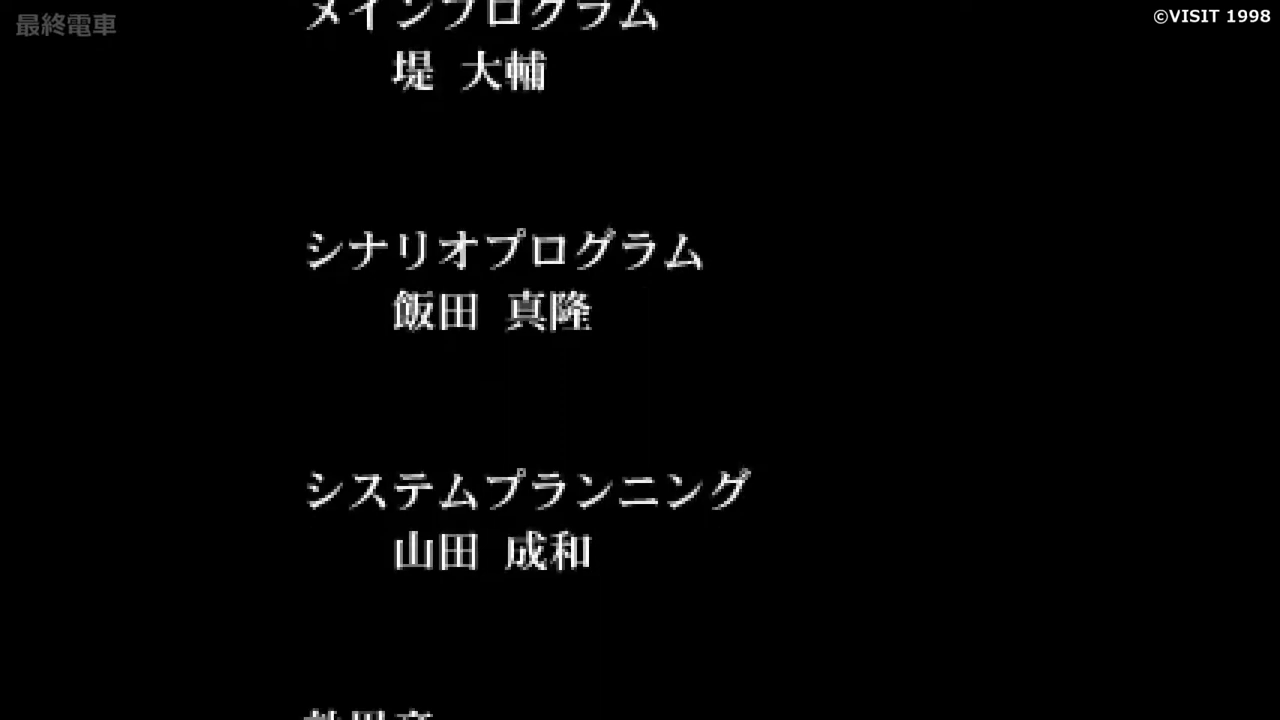 最終電車
©VISIT 1998
メインプログラム
堤 大輔
シナリオプログラム
飯田 真隆
システムプランニング
山田 成和